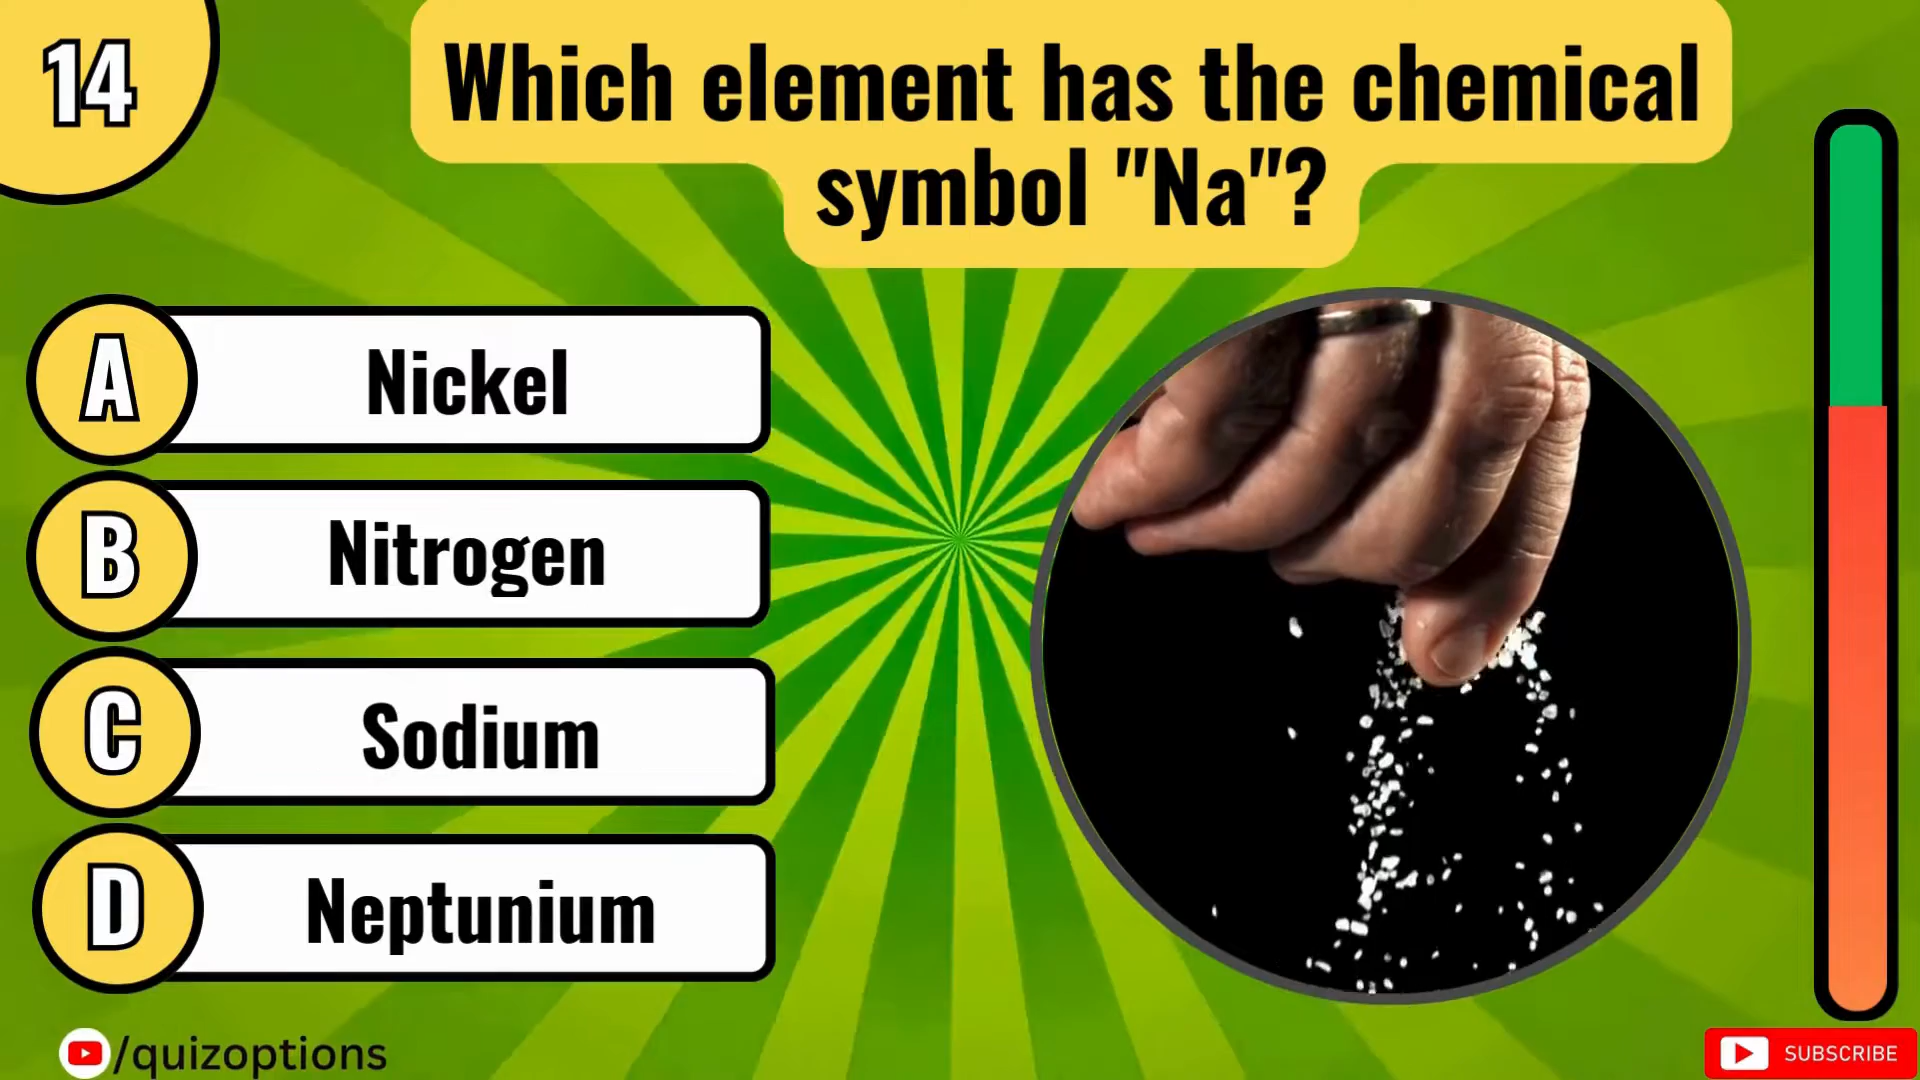 14
Which element has the chemical
symbol "Na"?
A
Nickel
B
Nitrogen
C
Sodium
D
Neptunium
/quizoptions
SUBSCRIBE